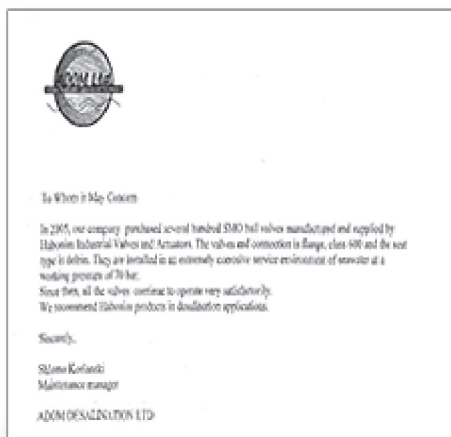 ADOM Ltd.
To Whom it May Concern
In 2005, our company purchased several hundred SMO ball valves manufactured and supplied by
Habonim Industrial Valves and Actuators. The valves end connection is flange, class 600 and the seat
type is delrin. They are installed in an extremely corrosive service environment of seawater at a
working pressure of 70 bar.
Since then, all the valves continue to operate very satisfactorily.
We recommend Habonim products in desalination applications.
Sincerely,
Shlomo
Maintenance manager
ADOM DESALINATION LTD